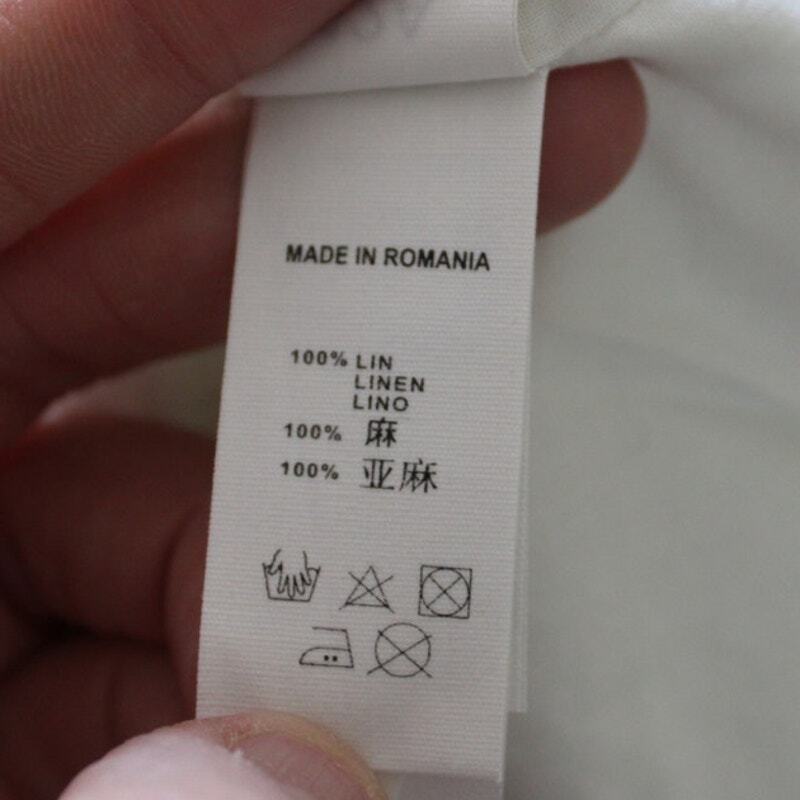 MADE IN ROMANIA
100% LIN
LINEN
LINO
100% 麻
100% 亚麻